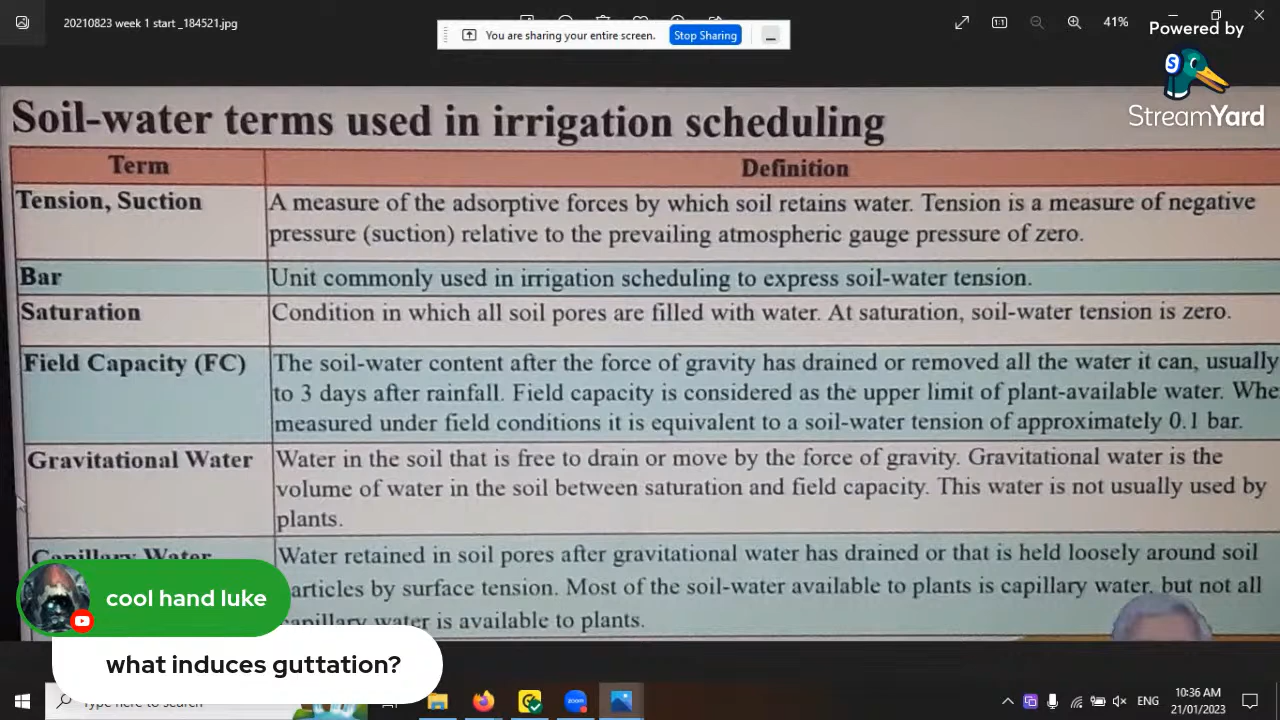 20210823 week 1 start _184521.jpg
You are sharing your entire screen.
Stop Sharing
41%
Powered by
StreamYard
Soil-water terms used in irrigation scheduling
Term
Definition
Tension, Suction
A measure of the adsorptive forces by which soil retains water. Tension is a measure of negative
pressure (suction) relative to the prevailing atmospheric gauge pressure of zero.
Bar
Unit commonly used in irrigation scheduling to express soil-water tension.
Saturation
Condition in which all soil pores are filled with water. At saturation, soil-water tension is zero.
Field Capacity (FC)
The soil-water content after the force of gravity has drained or removed all the water it can, usually
to 3 days after rainfall. Field capacity is considered as the upper limit of plant-available water. Whe
measured under field conditions it is equivalent to a soil-water tension of approximately 0.1 bar.
Gravitational Water
Water in the soil that is free to drain or move by the force of gravity. Gravitational water is the
volume of water in the soil between saturation and field capacity. This water is not usually used by
plants.
Capillary Water
Water retained in soil pores after gravitational water has drained or that is held loosely around soil
articles by surface tension. Most of the soil-water available to plants is capillary water, but not all
capillary water is available to plants.
cool hand luke
what induces guttation?
Type here to search
zoom
ENG
10:36 AM
21/01/2023